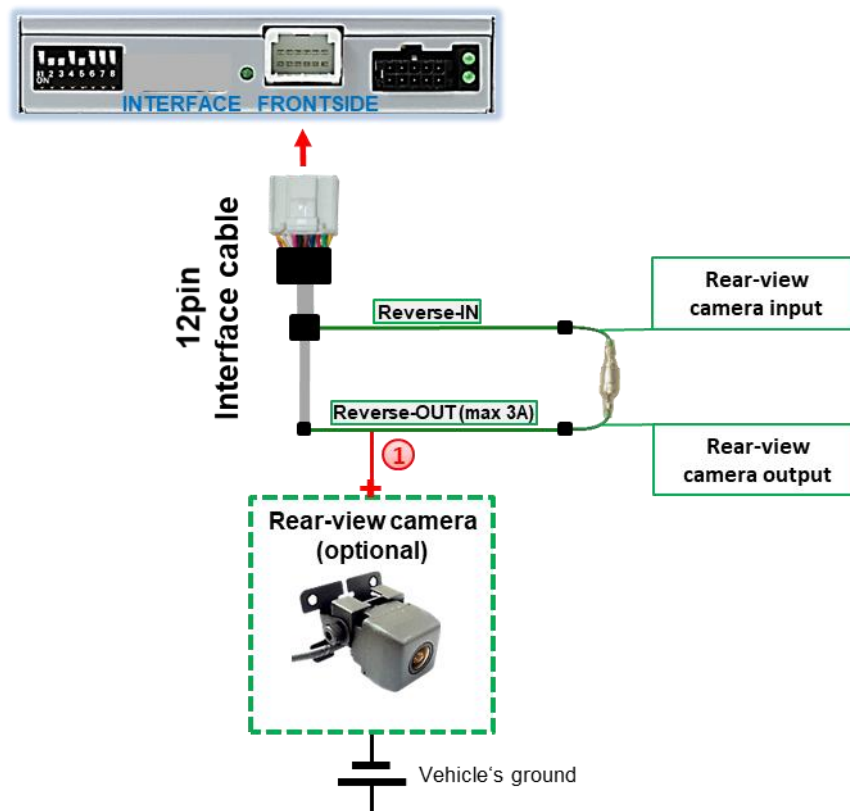 1 2 3 4 5 6 7 8
ON
INTERFACE FRONTSIDE
12pin
Interface cable
Reverse-IN
Rear-view
camera input
Reverse-OUT(max 3A)
Rear-view
camera output
1
+
Rear-view camera
(optional)
Vehicle‘s ground